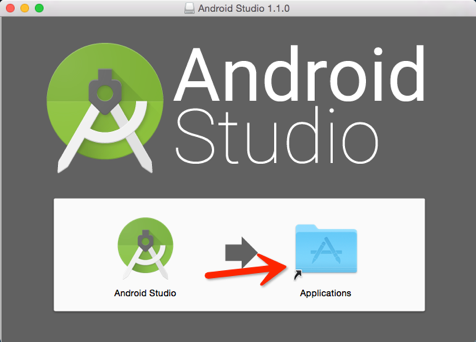 Android Studio 1.1.0
Android
Studio
Android Studio
Applications